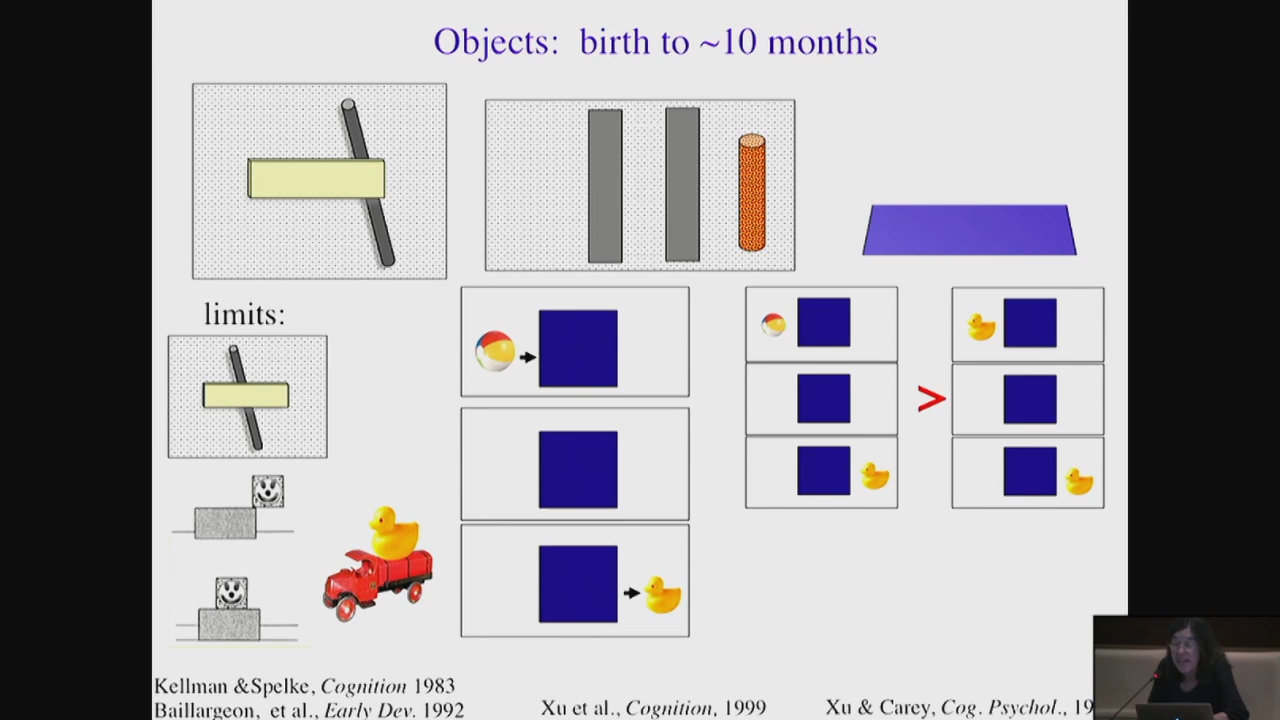 Objects: birth to ~10 months
limits:
>
Kellman &Spelke, Cognition 1983
Baillargeon, et al., Early Dev. 1992
Xu et al., Cognition, 1999
Xu & Carey, Cog. Psychol., 19